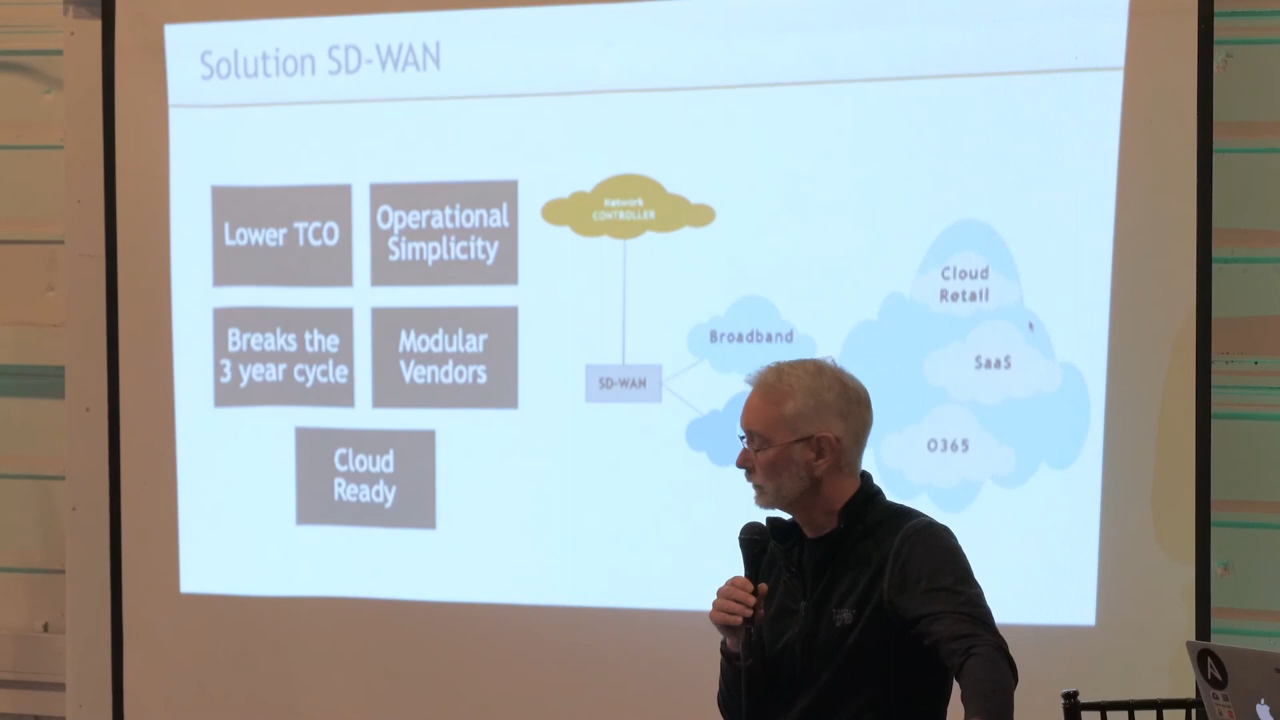 Solution SD-WAN
Lower TCO
Operational
Simplicity
Breaks the
3 year cycle
Modular
Vendors
Cloud
Ready
Network
CONTROLLER
SD-WAN
Broadband
Cloud
Retail
SaaS
O365